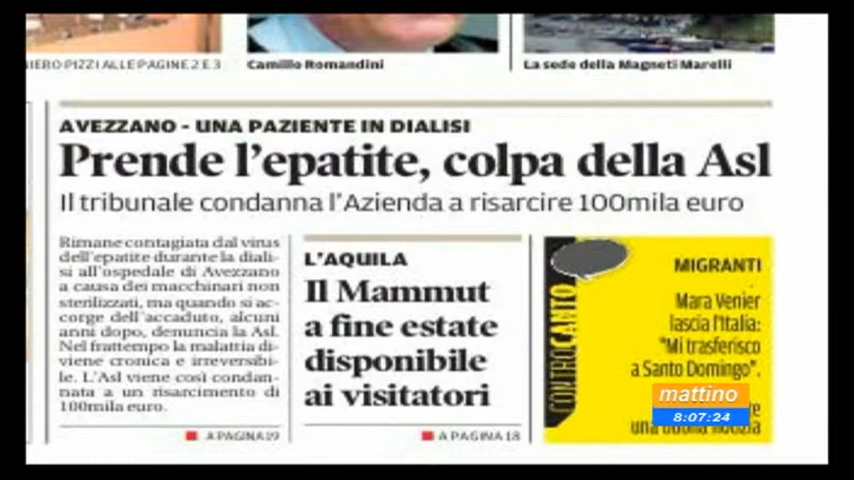 NIERO PIZZI ALLE PAGINE 2 E 3
Camillo Romandini
La sede della Magneti Marelli
AVEZZANO - UNA PAZIENTE IN DIALISI
Prende l'epatite, colpa della Asl
Il tribunale condanna l'Azienda a risarcire 100mila euro
Rimane contagiata dal virus
dell'epatite durante la diali-
si all'ospedale di Avezzano
a causa dei macchinari non
sterilizzati, ma quando si ac-
corge dell'accaduto, alcuni
anni dopo, denuncia la Asl.
Nel frattempo la malattia di-
viene cronica e irreversibi-
le. L'Asl viene così condan-
nata a un risarcimento di
100mila euro.
A PAGINA 19
L'AQUILA
Il Mammut
a fine estate
disponibile
ai visitatori
A PAGINA 18
CONTROCANTO
MIGRANTI
Mara Venier
lascia l'Italia:
"Mi trasferisco
a Santo Domingo".
una buona notizia
mattino
8:07:24